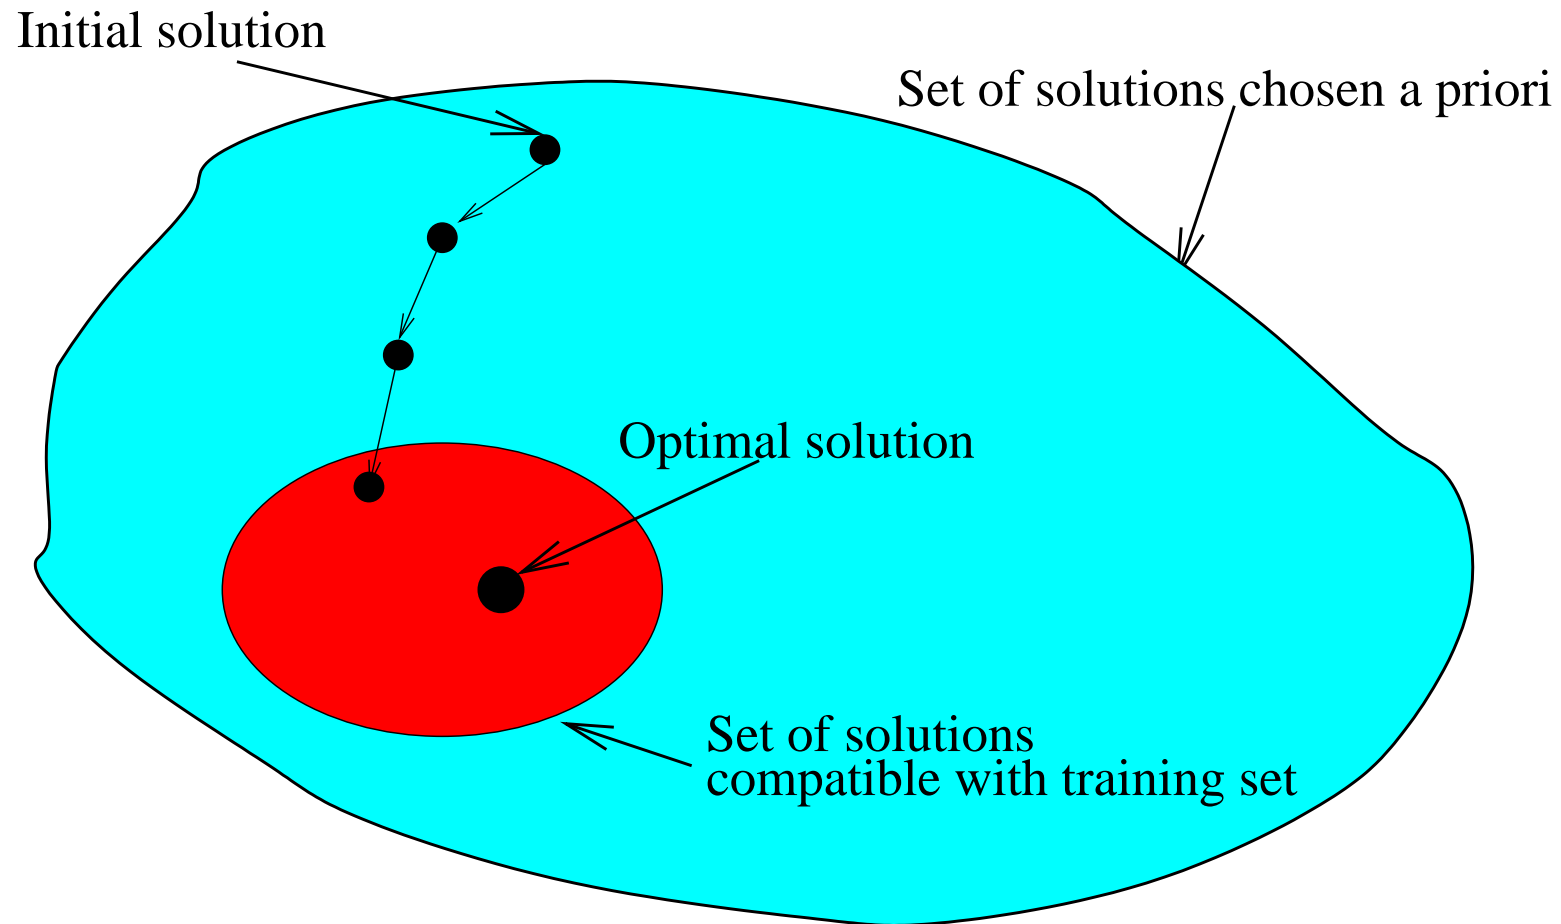 Initial solution
Set of solutions chosen a priori
Optimal solution
Set of solutions
compatible with training set